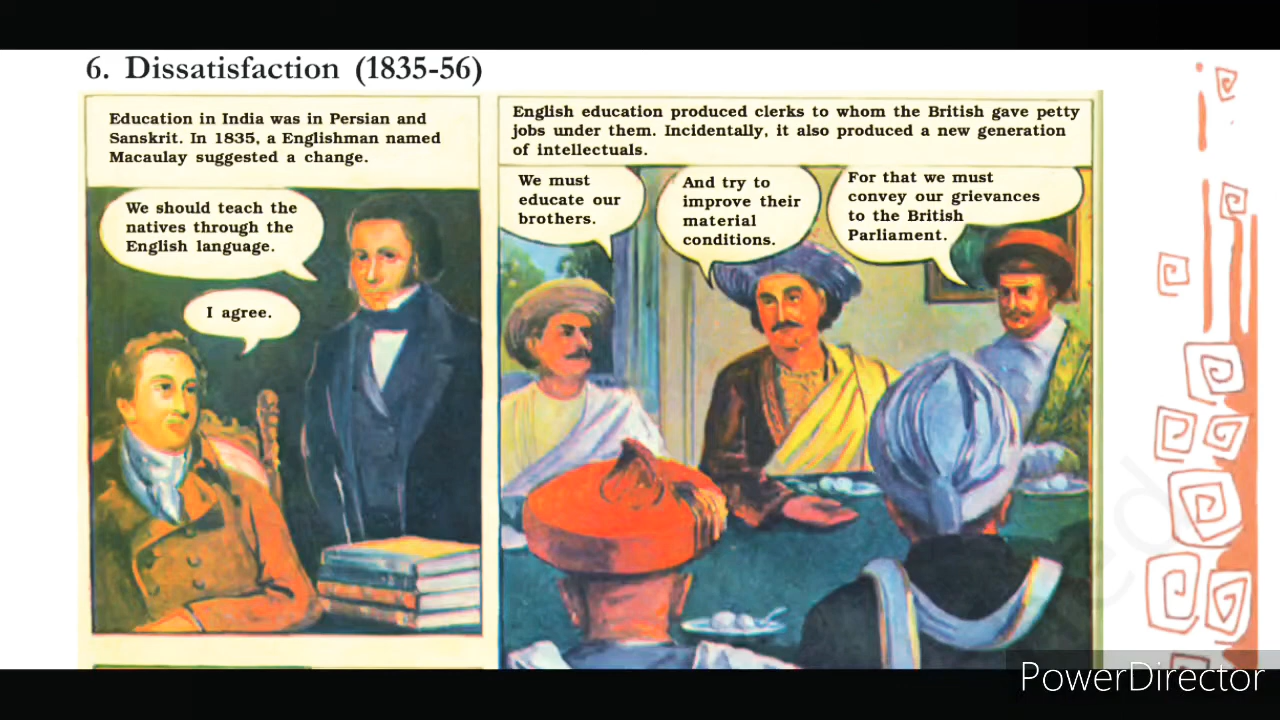 6. Dissatisfaction (1835-56)
Education in India was in Persian and
Sanskrit. In 1835, a Englishman named
Macaulay suggested a change.
We should teach the
natives through the
English language.
I agree.
English education produced clerks to whom the British gave petty
jobs under them. Incidentally, it also produced a new generation
of intellectuals.
We must
educate our
brothers.
And try to
improve their
material
conditions.
For that we must
convey our grievances
to the British
Parliament.
PowerDirector